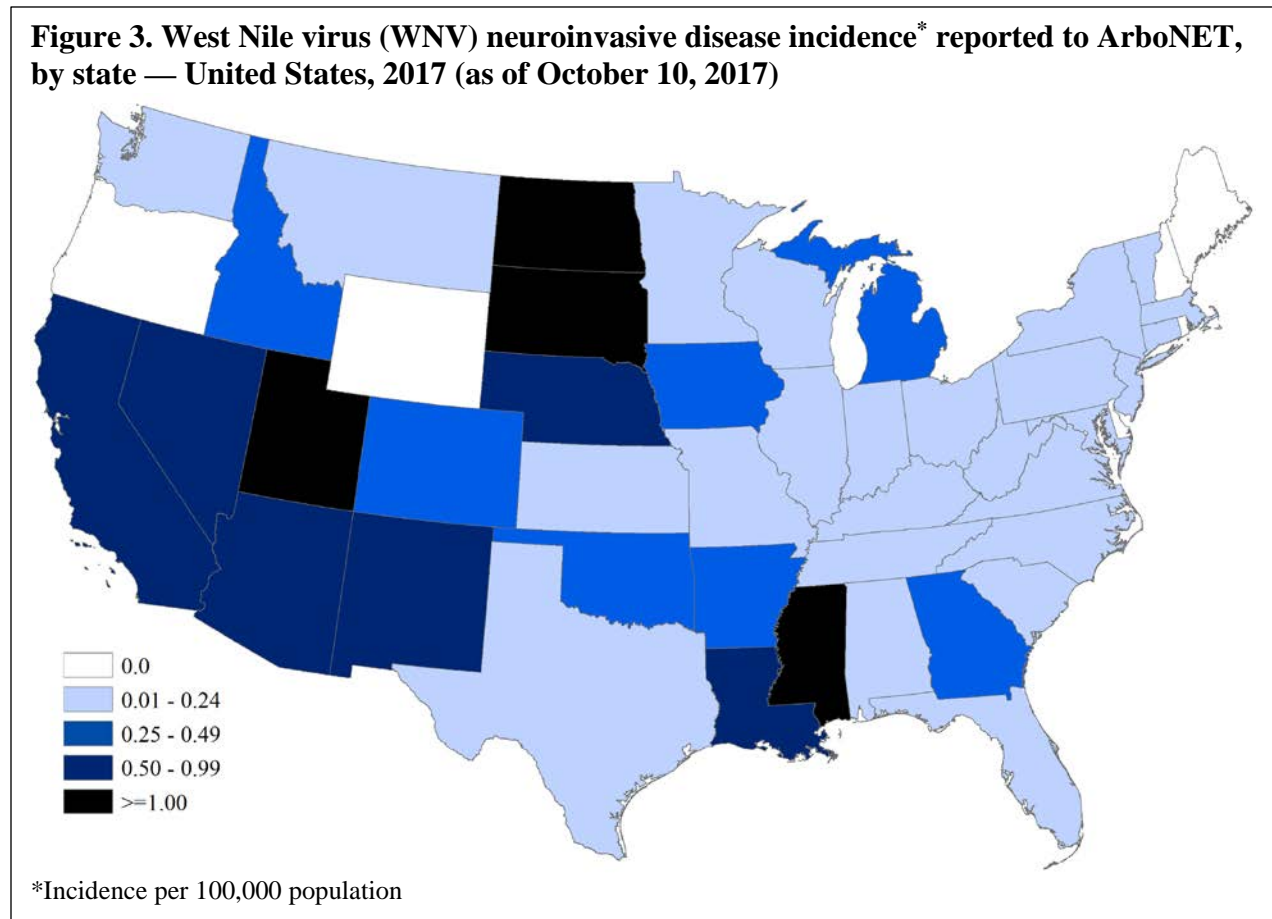 Figure 3. West Nile virus (WNV) neuroinvasive disease incidence* reported to ArboNET,
by state — United States, 2017 (as of October 10, 2017)
0.0
0.01 - 0.24
0.25 - 0.49
0.50 - 0.99
>=1.00
*Incidence per 100,000 population